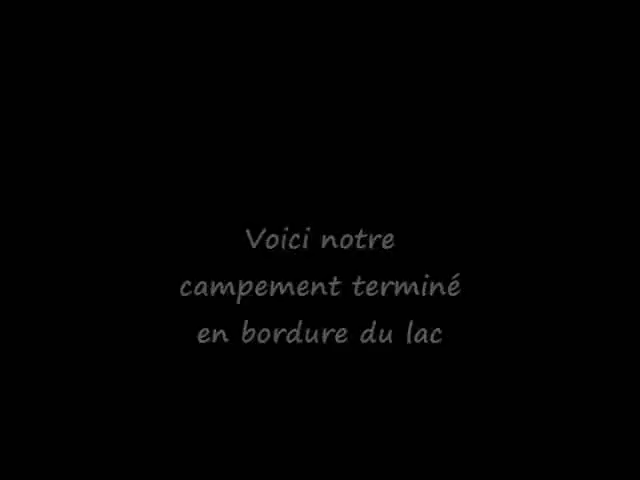 Voici notre
campement terminé
en bordure du lac